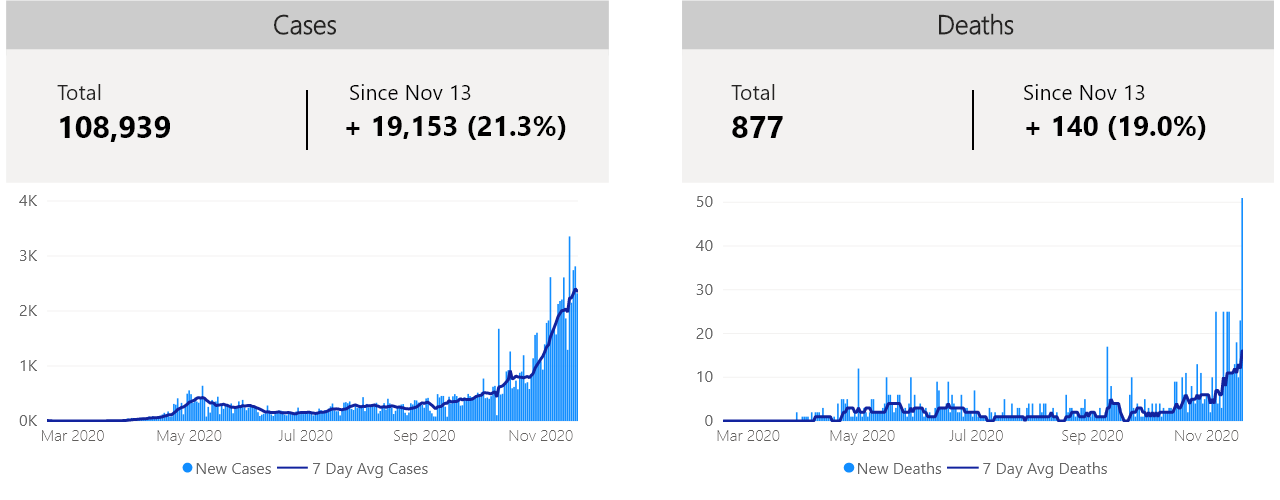 Cases
Total
108,939
Since Nov 13
+ 19,153 (21.3%)
4K
3K
2K
1K
0K
Mar 2020 May 2020 Jul 2020 Sep 2020 Nov 2020
New Cases 7 Day Avg Cases
Deaths
Total
877
Since Nov 13
+ 140 (19.0%)
50
40
30
20
10
0
Mar 2020 May 2020 Jul 2020 Sep 2020 Nov 2020
New Deaths 7 Day Avg Deaths